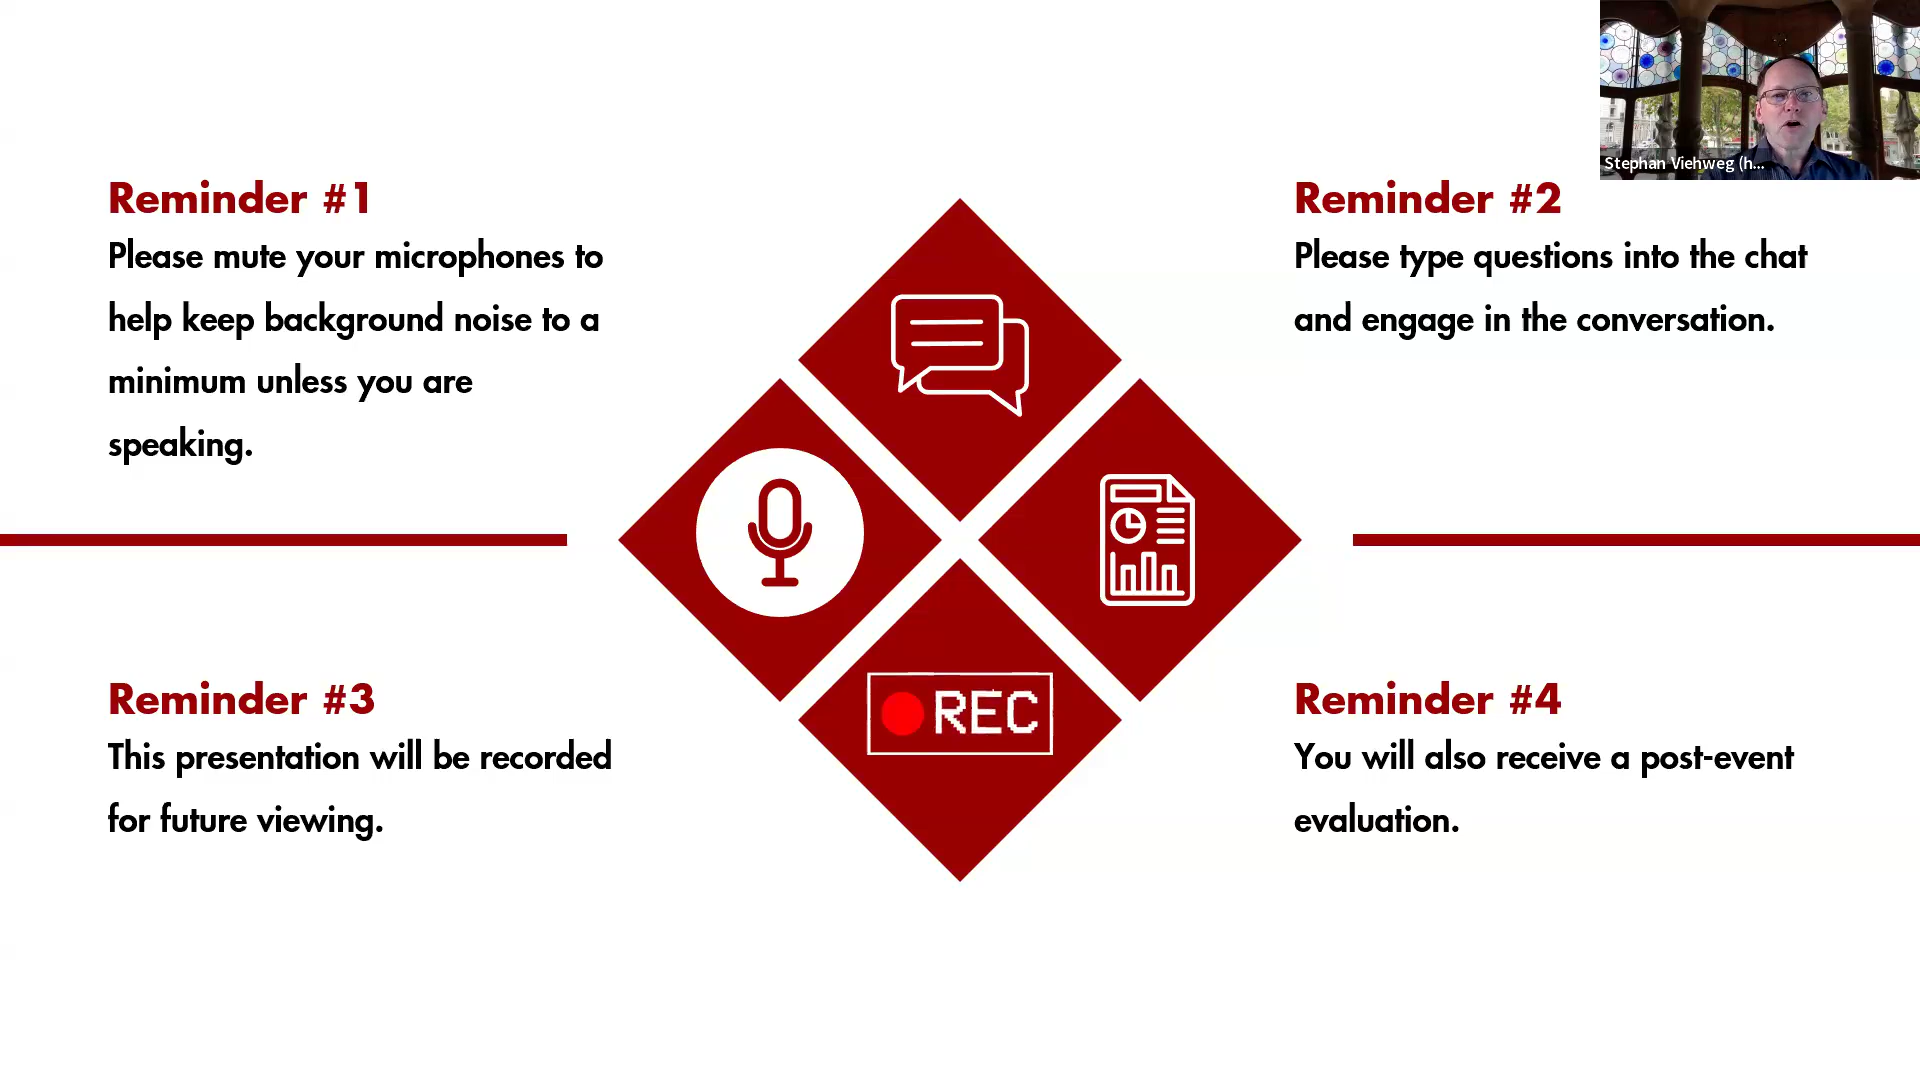 Stephan Viehweg (h...
Reminder #1
Please mute your microphones to
help keep background noise to a
minimum unless you are
speaking.
Reminder #2
Please type questions into the chat
and engage in the conversation.
REC
Reminder #3
This presentation will be recorded
for future viewing.
Reminder #4
You will also receive a post-event
evaluation.